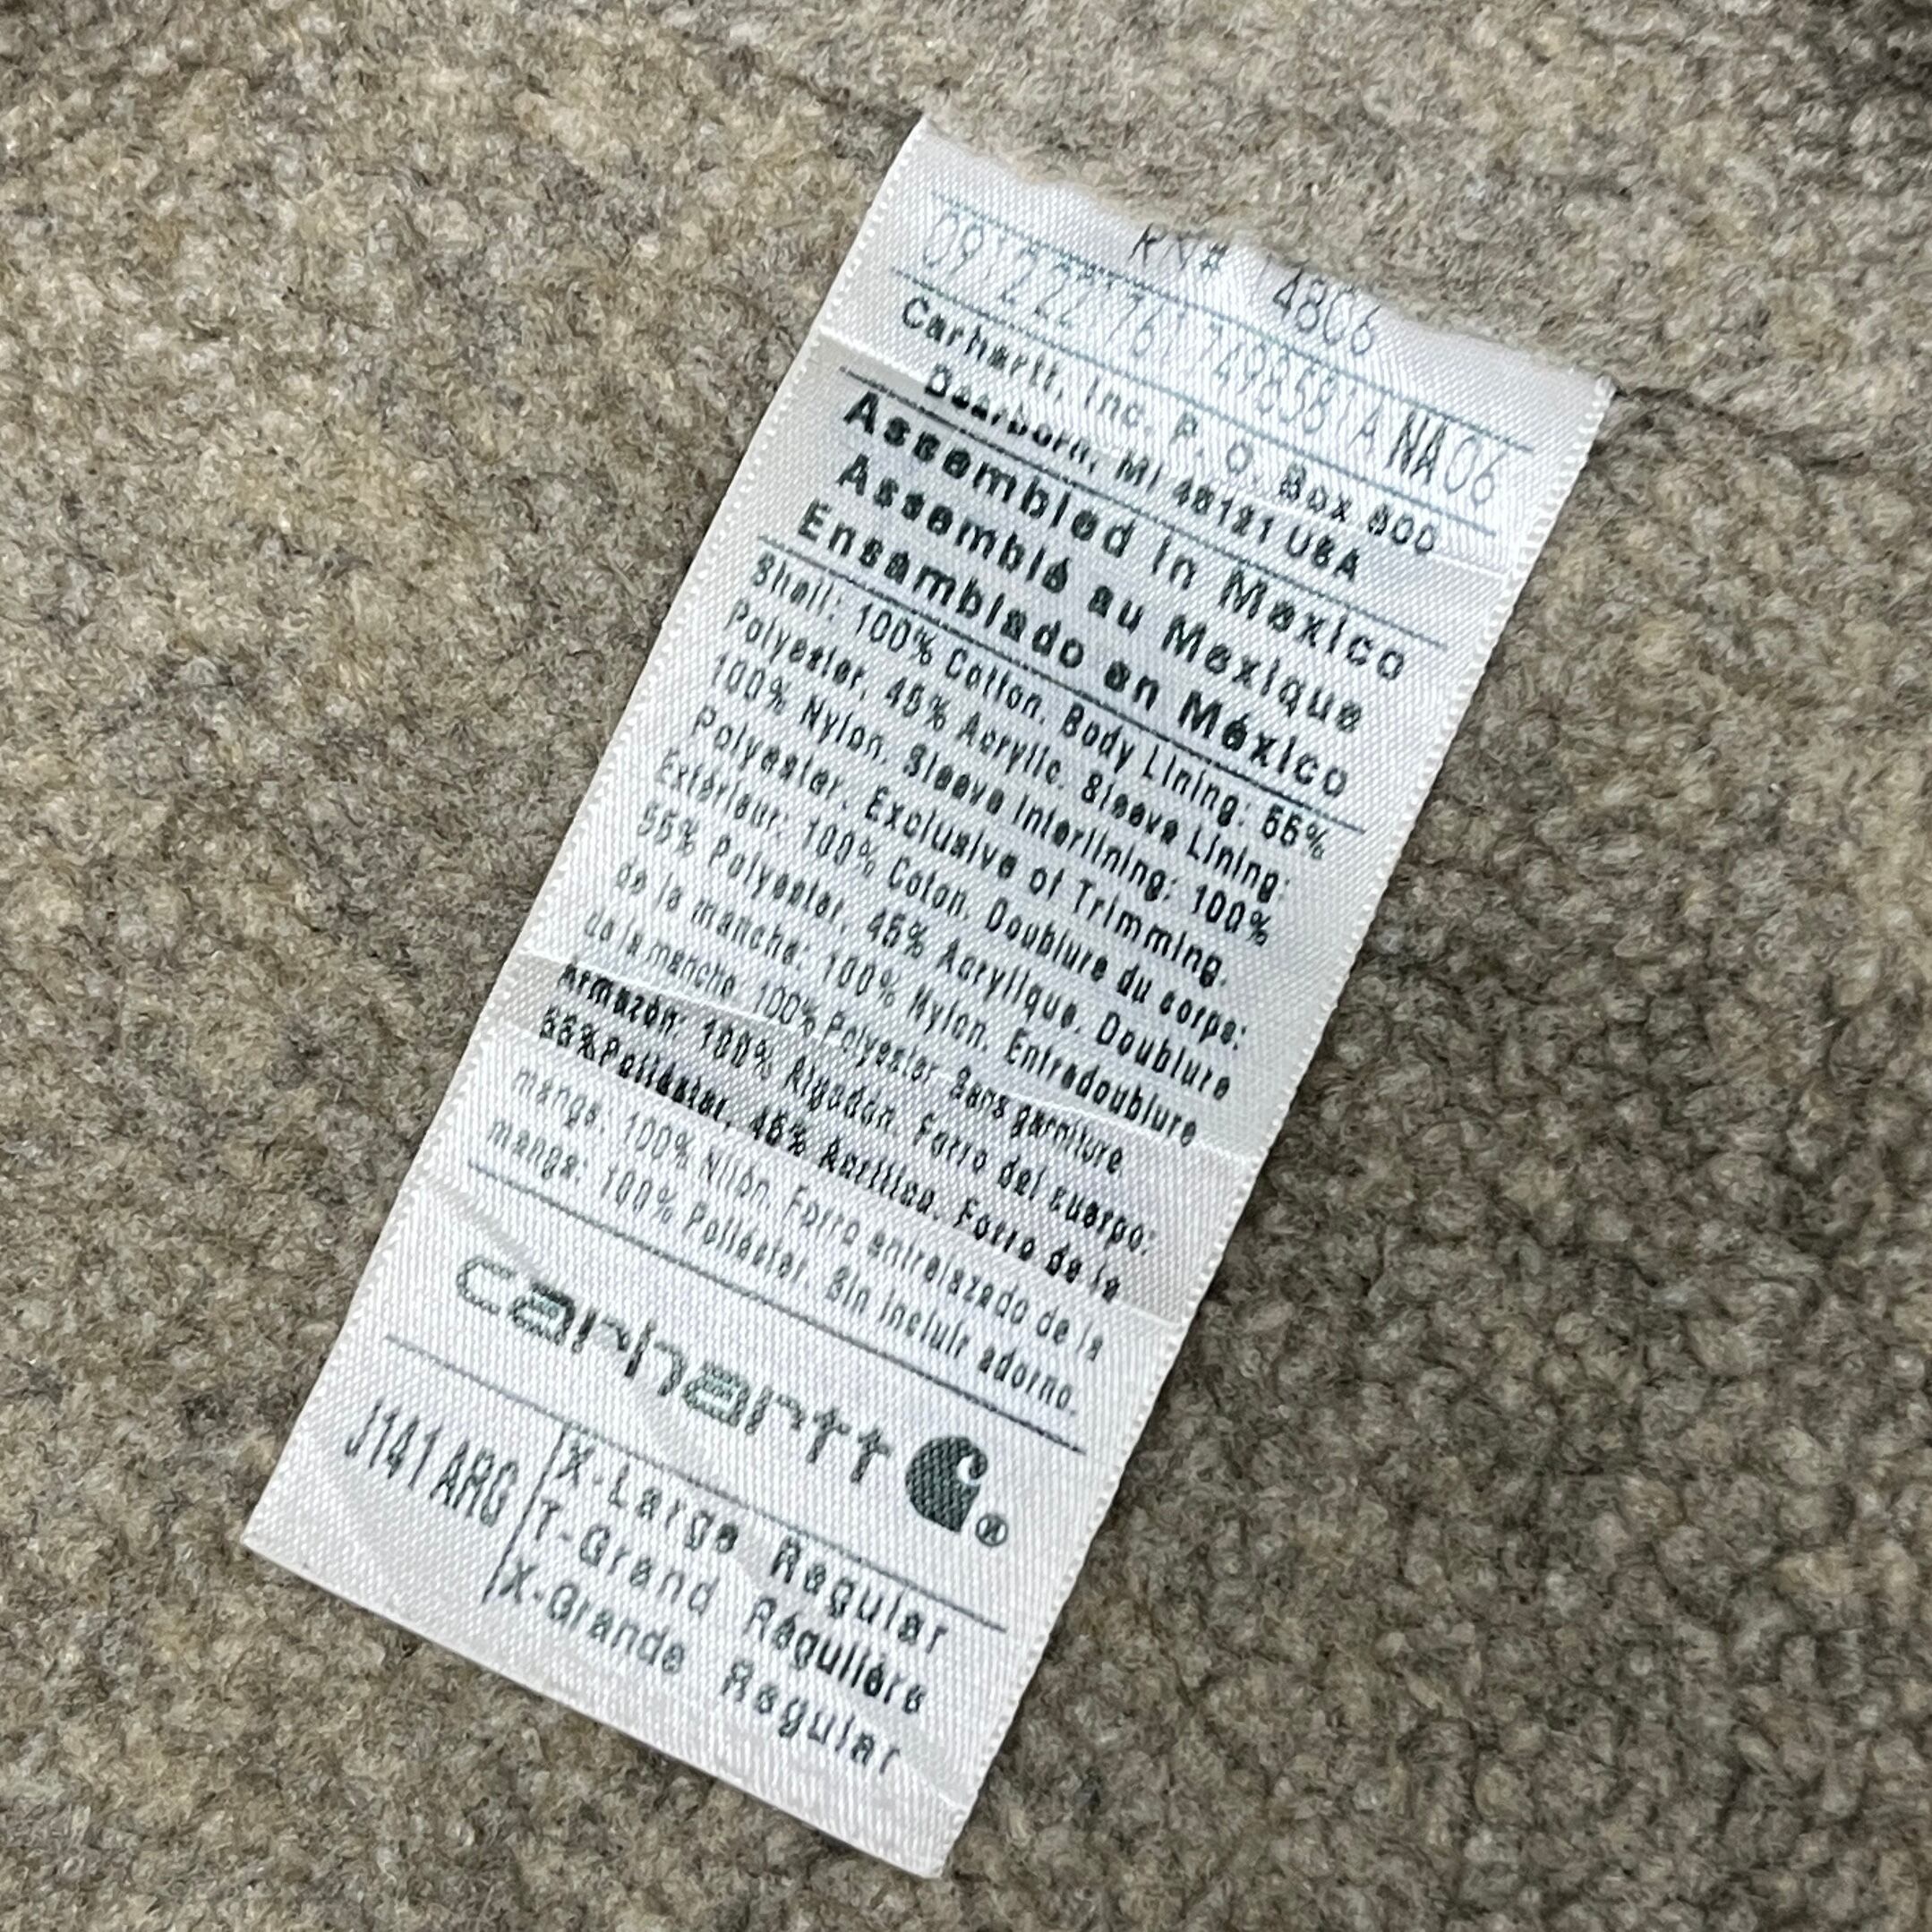 RN# 14806
Carhartt, Inc. P. O. Box 600
Dearborn, MI 48121 USA
Assembled in Mexico
Assemblé au Mexique
Ensamblado en México
Shell: 100% Cotton. Body Lining: 55%
Polyester, 45% Acrylic. Sleeve Lining:
100% Nylon. Sleeve Interlining: 100%
Polyester. Exclusive of Trimming.
Extérieur: 100% Coton. Doublure du corps:
55% Polyester, 45% Acrylique. Doublure
de la manche: 100% Nylon. Entredoublure
de la manche: 100% Polyester. Sans garniture.
Armazón: 100% Algodón. Forro del cuerpo:
55% Poliéster, 45% Acrílico. Forro de la
manga: 100% Nilón. Forro entrelazado de la
manga: 100% Poliéster. Sin incluir adorno.
carhartt ®
J141 ARG
X-Large Regular
T-Grand Régulière
X-Grande Regular